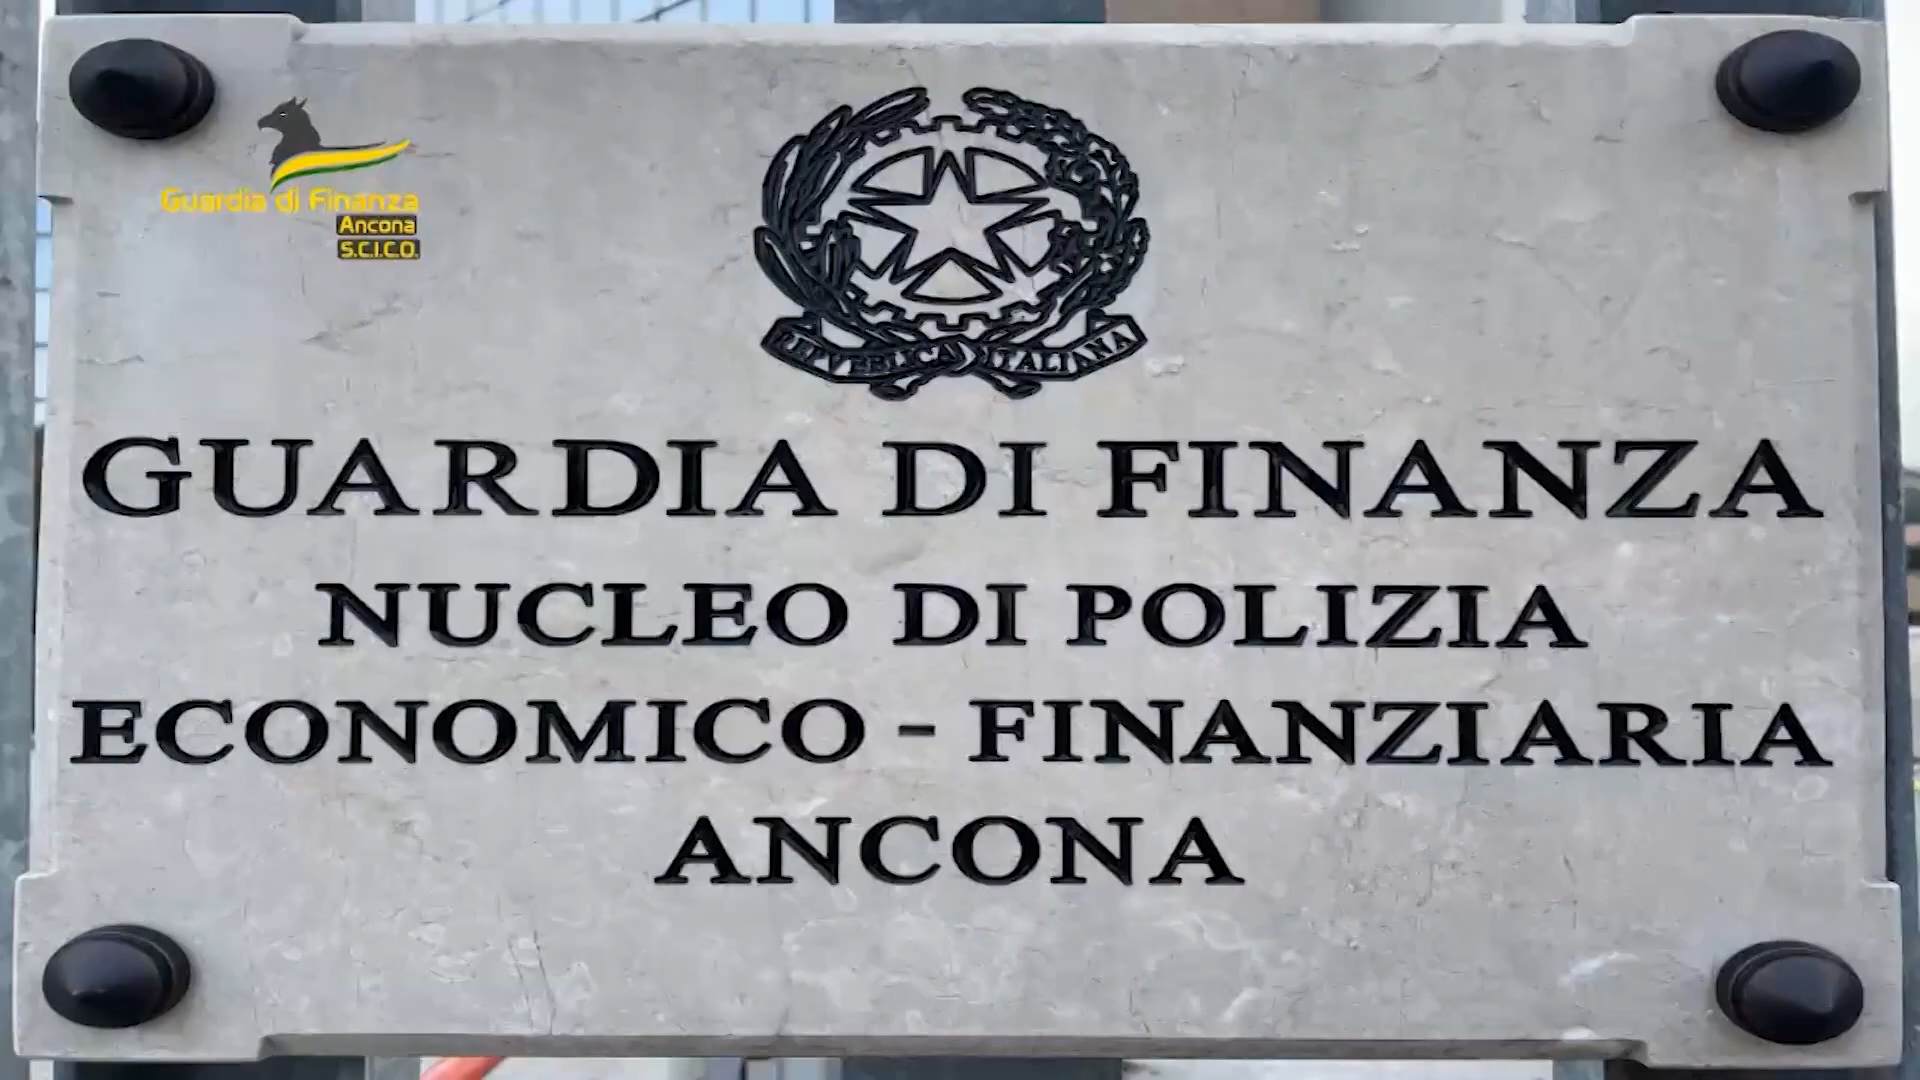 Guardia di Finanza
Ancona
S.C.I.C.O.
REPVBBLICA ITALIANA
GUARDIA DI FINANZA
NUCLEO DI POLIZIA
ECONOMICO - FINANZIARIA
ANCONA